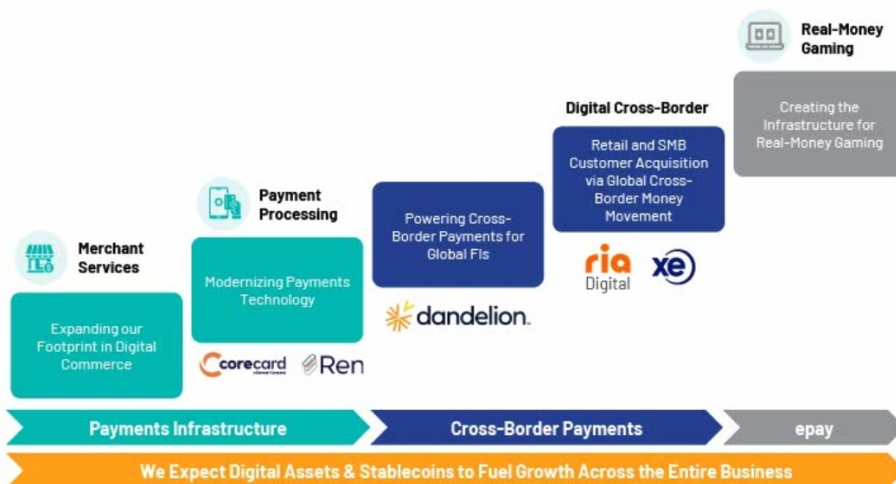 Merchant
Services
Expanding our
Footprint in Digital
Commerce
Payment
Processing
Modernizing Payments
Technology
corecard
Ren
Powering Cross-
Border Payments for
Global FIs
dandelion
Digital Cross-Border
Retail and SMB
Customer Acquisition
via Global Cross-
Border Money
Movement
ria
Digital
xe
Real-Money
Gaming
Creating the
Infrastructure for
Real-Money Gaming
Payments Infrastructure
Cross-Border Payments
epay
We Expect Digital Assets & Stablecoins to Fuel Growth Across the Entire Business